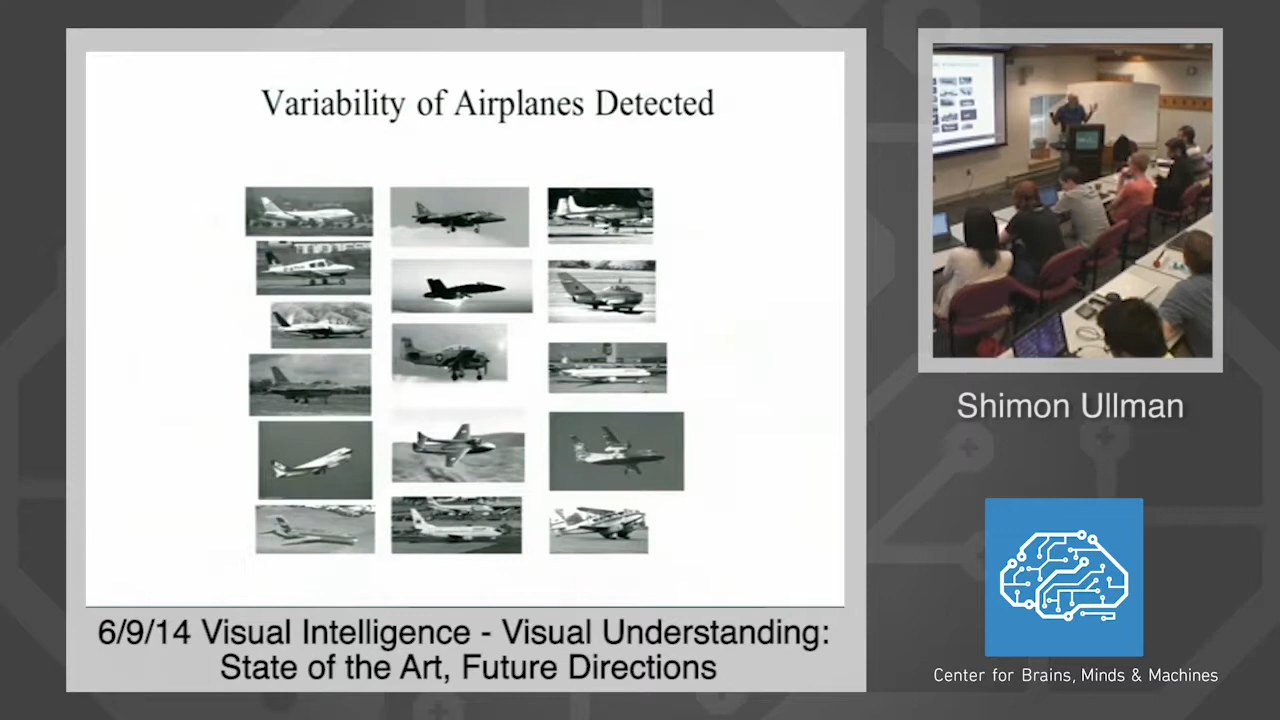 Variability of Airplanes Detected
Shimon Ullman
6/9/14 Visual Intelligence - Visual Understanding:
State of the Art, Future Directions
Center for Brains, Minds & Machines